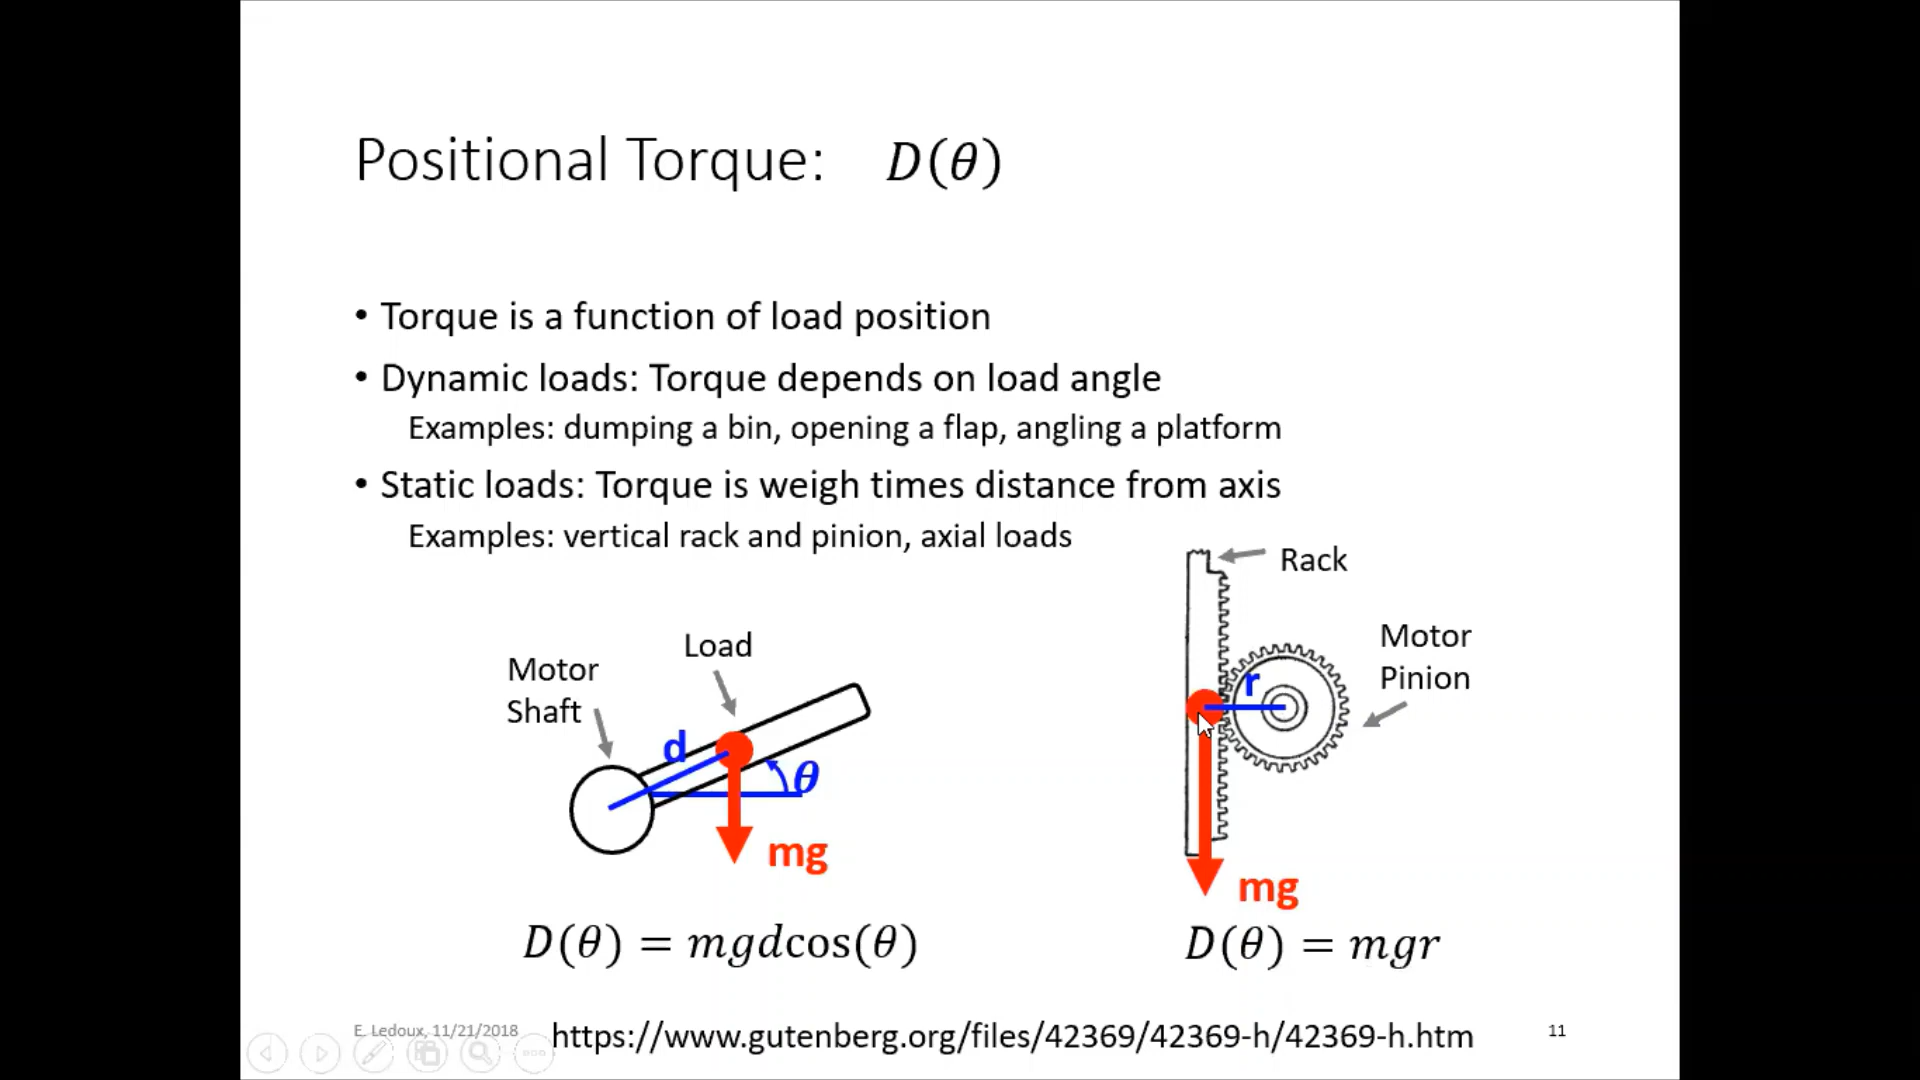 Positional Torque: D(θ)
• Torque is a function of load position
• Dynamic loads: Torque depends on load angle
Examples: dumping a bin, opening a flap, angling a platform
• Static loads: Torque is weigh times distance from axis
Examples: vertical rack and pinion, axial loads
Load
Motor
Shaft
d
θ
mg
D(θ) = mgdcos(θ)
Rack
Motor
Pinion
r
mg
D(θ) = mgr
E. Ledoux, 11/21/2018
https://www.gutenberg.org/files/42369/42369-h/42369-h.htm
11